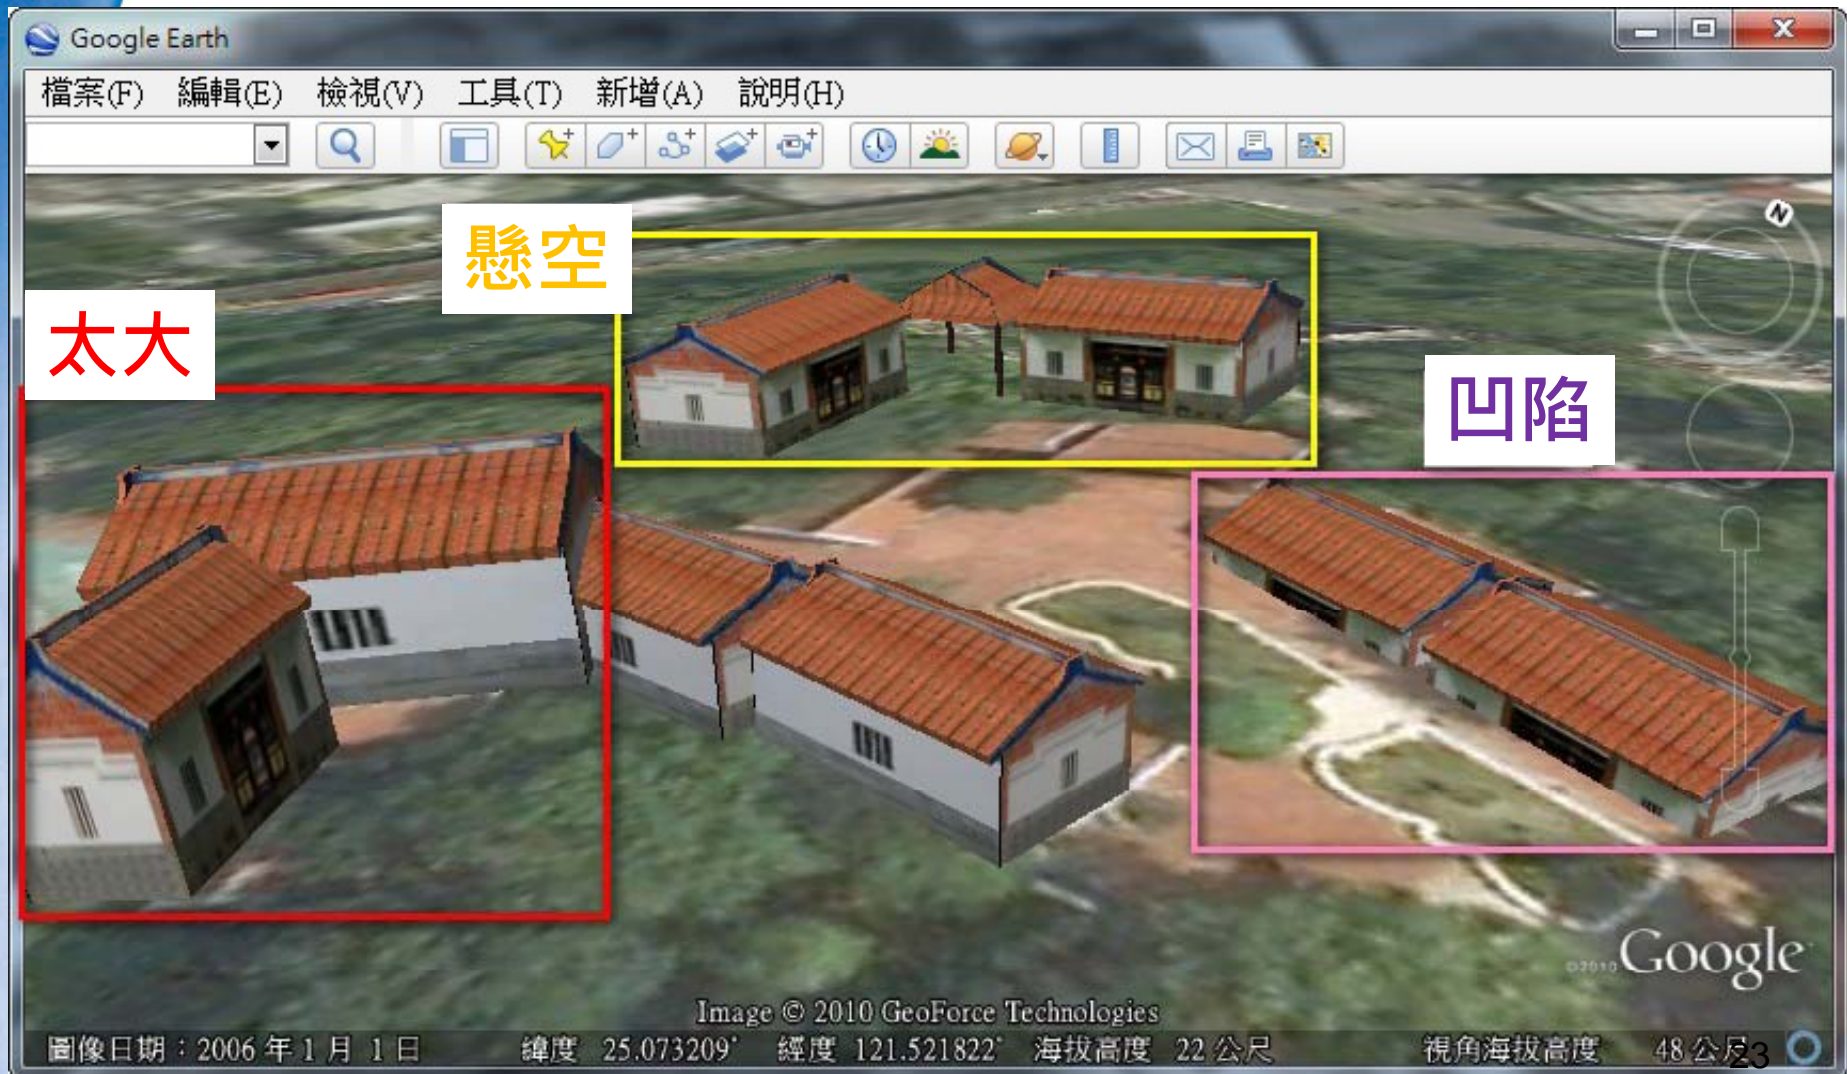 Google Earth
檔案(F) 編輯(E) 檢視(V) 工具(T) 新增(A) 說明(H)
懸空
太大
凹陷
N
©2010 Google
Image © 2010 GeoForce Technologies
圖像日期：2006 年 1 月 1 日 緯度 25.073209° 經度 121.521822° 海拔高度 22 公尺 視角海拔高度 48 公尺
23